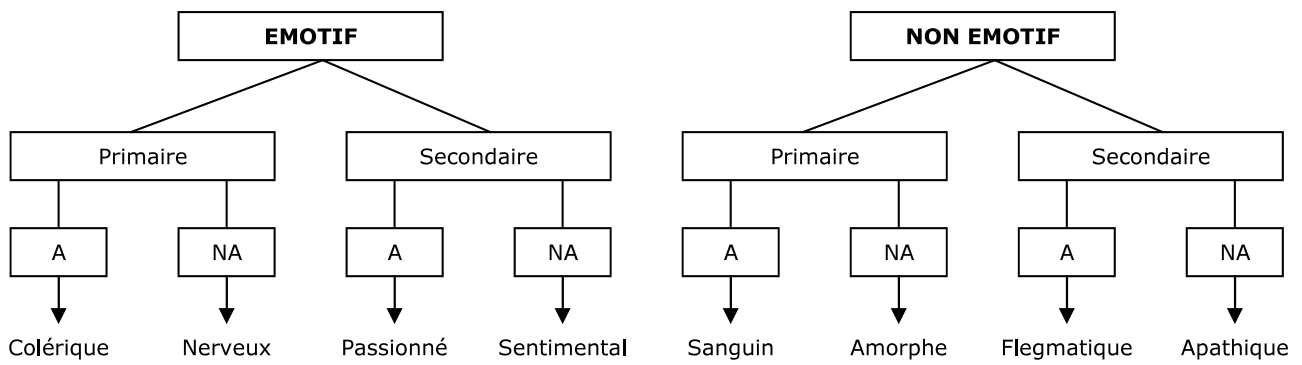 EMOTIF
NON EMOTIF
Primaire
Secondaire
Primaire
Secondaire
A
NA
A
NA
A
NA
A
NA
Colérique
Nerveux
Passionné
Sentimental
Sanguin
Amorphe
Flegmatique
Apathique